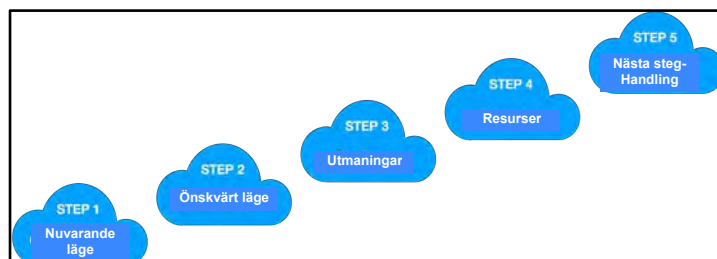 STEP 1
Nuvarande
läge
STEP 2
Önskvärt läge
STEP 3
Utmaningar
STEP 4
Resurser
STEP 5
Nästa steg-
Handling